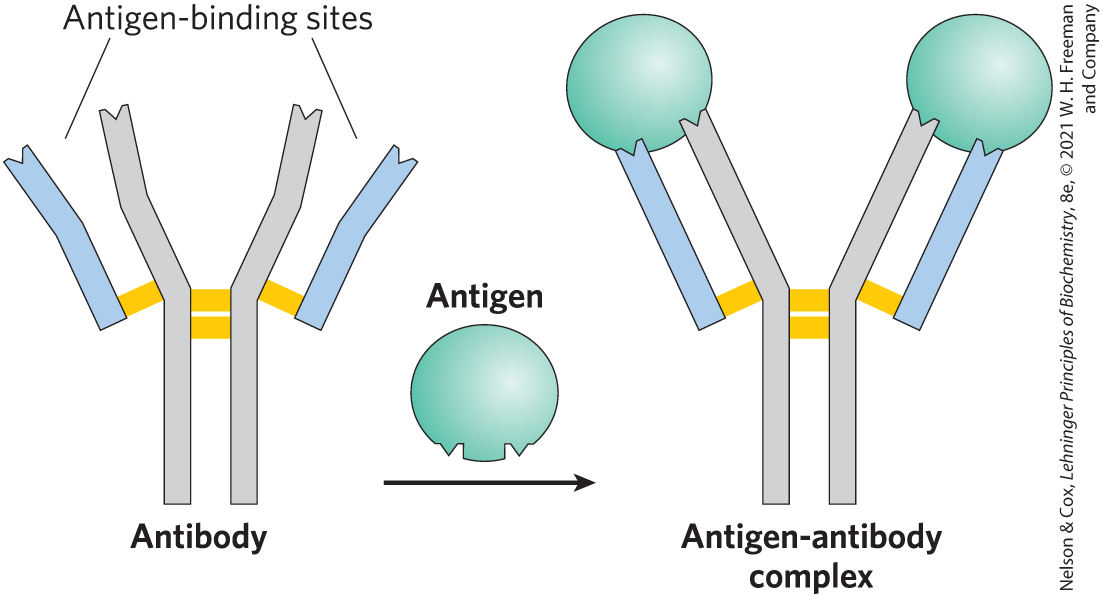 Antigen-binding sites
Antigen
Antibody
Antigen-antibody
complex
Nelson & Cox, Lehninger Principles of Biochemistry, 8e, © 2021 W. H. Freeman
and Company